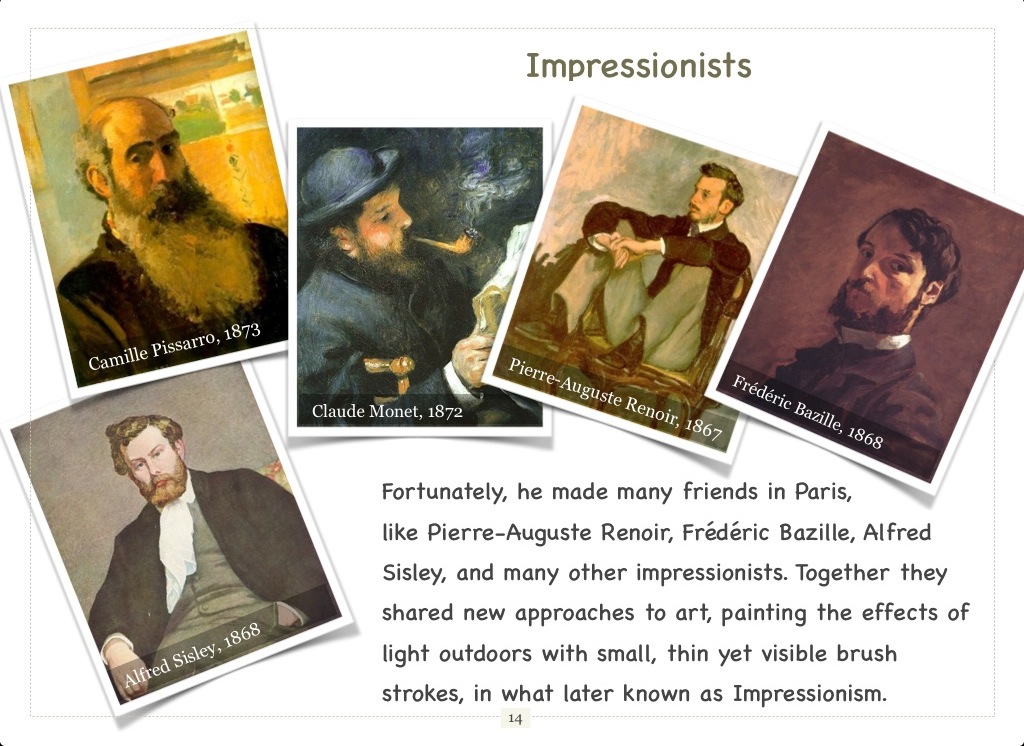 Impressionists
Camille Pissarro, 1873
Claude Monet, 1872
Pierre-Auguste Renoir, 1867
Frédéric Bazille, 1868
Alfred Sisley, 1868
Fortunately, he made many friends in Paris,
like Pierre-Auguste Renoir, Frédéric Bazille, Alfred
Sisley, and many other impressionists. Together they
shared new approaches to art, painting the effects of
light outdoors with small, thin yet visible brush
strokes, in what later known as Impressionism.
14